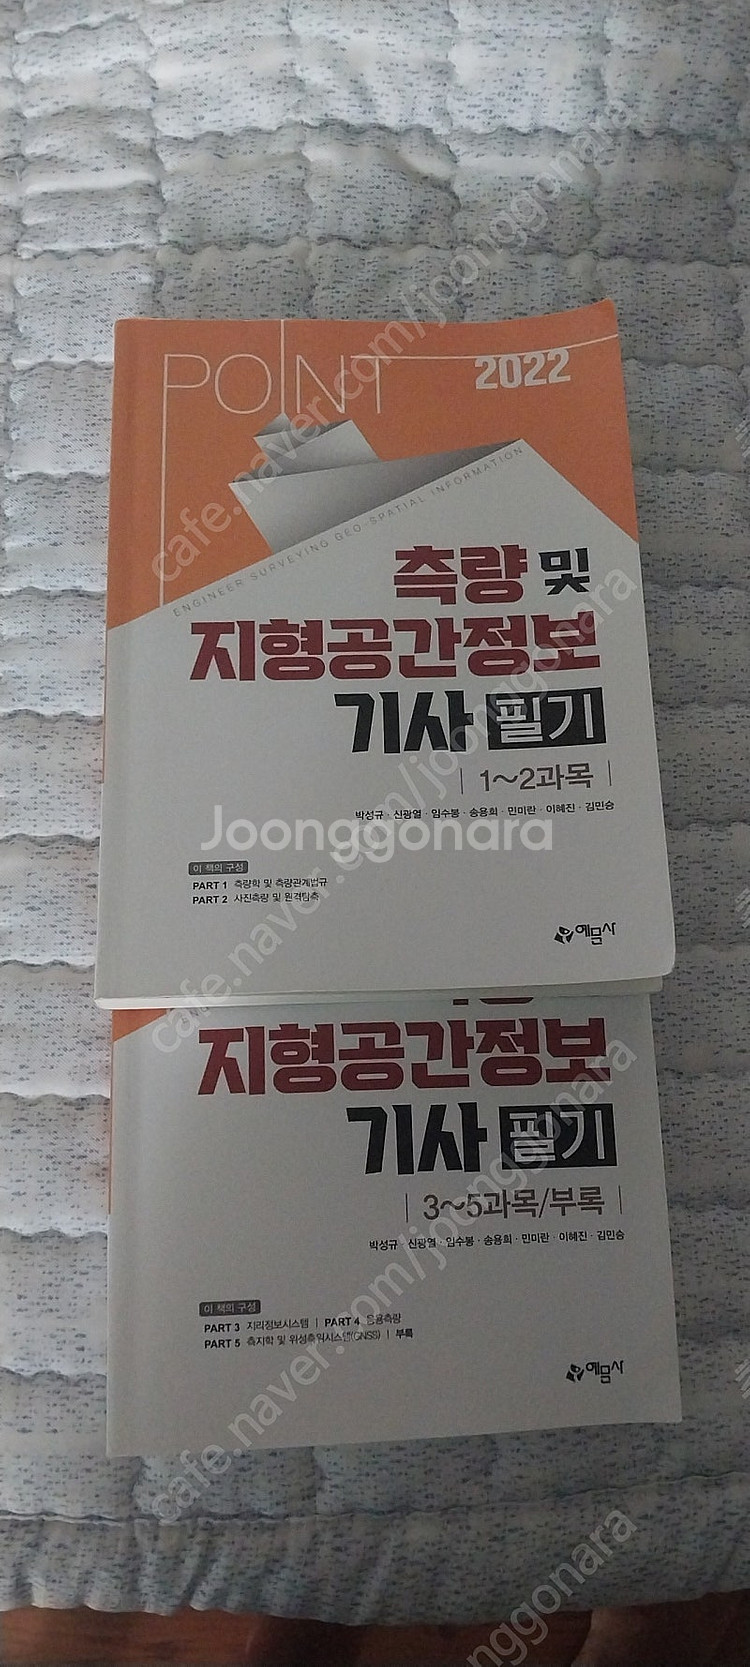 POINT 2022
ENGINEER SURVEYING GEO-SPATIAL INFORMATION
측량 및
지형공간정보
기사 필기
1~2과목
박성규 · 신광열 · 임수봉 · 송용희 · 민미란 · 이혜진 · 김민승
Joonggonara
이 책의 구성
PART 1 측량학 및 측량관계법규
PART 2 사진측량 및 원격탐측
예문사
지형공간정보
기사 필기
3~5과목/부록
박성규 · 신광열 · 임수봉 · 송용희 · 민미란 · 이혜진 · 김민승
이 책의 구성
PART 3 지리정보시스템 | PART 4 응용측량
PART 5 측지학 및 위성측위시스템(GNSS) | 부록
예문사
cafe.naver.com/joonggonara
cafe.naver.com/joonggonara
cafe.naver.com/joonggonara